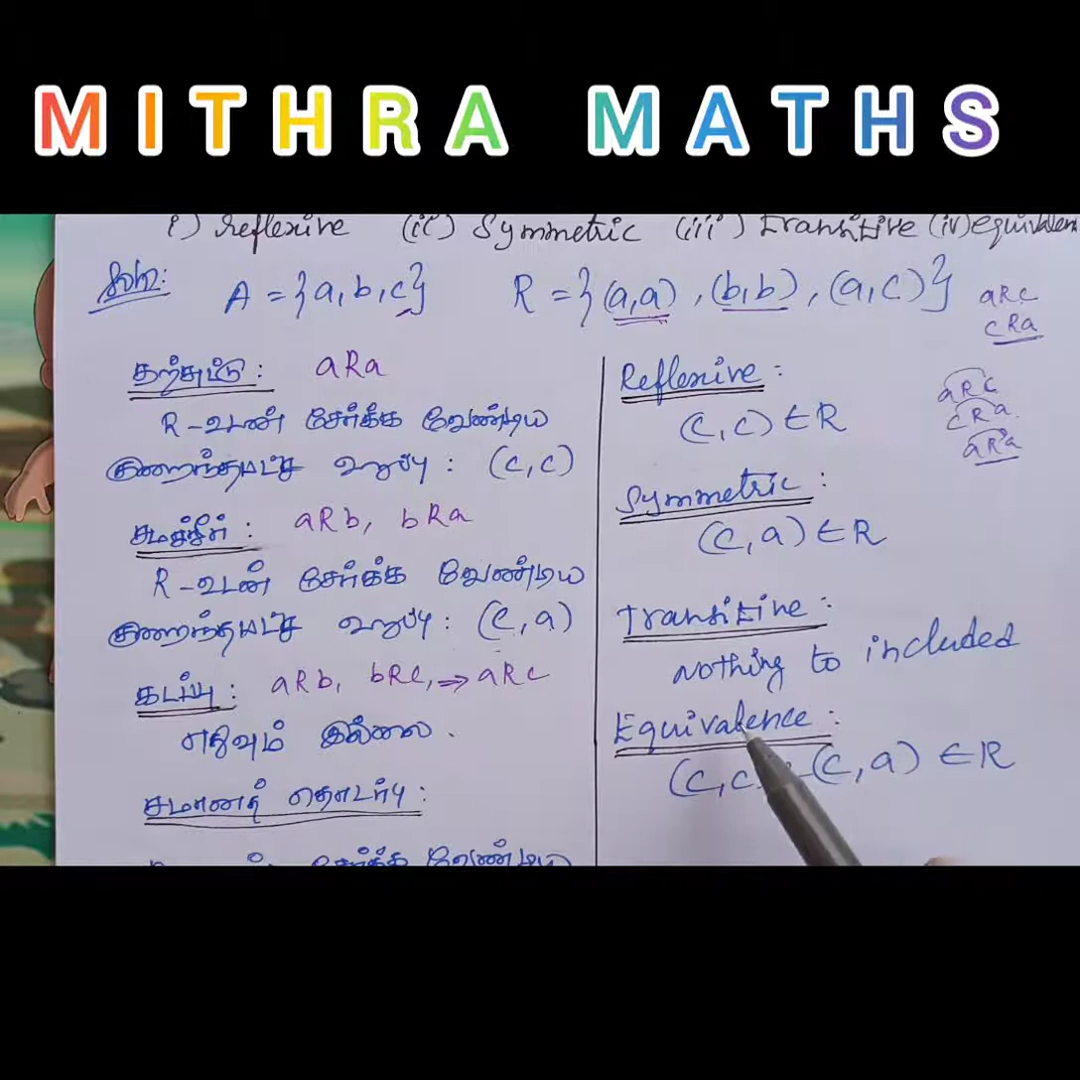 MITHRA MATHS
i) Reflexive (ii) Symmetric (iii) Transitive (iv) equivalen
Soln: A = {a, b, c} R = {(a,a), (b,b), (a,c)}
aRc
cRa
தற்சுட்டு : aRa
R-உடன் சேர்க்க வேண்டிய
குறைந்தபட்ச உறுப்பு : (c, c)
சமச்சீர் : aRb, bRa
R-உடன் சேர்க்க வேண்டிய
குறைந்தபட்ச உறுப்பு : (c, a)
கடப்பு : aRb, bRc, ⇒ aRc
எதுவும் இல்லை .
சமானத் தொடர்பு :
சேர்க்க வேண்டிய
Reflexive :
(c, c) ∈ R
aRc
cRa
aRa
Symmetric :
(c, a) ∈ R
Transitive :
Nothing to included
Equivalence :
(c, c (c, a) ∈ R